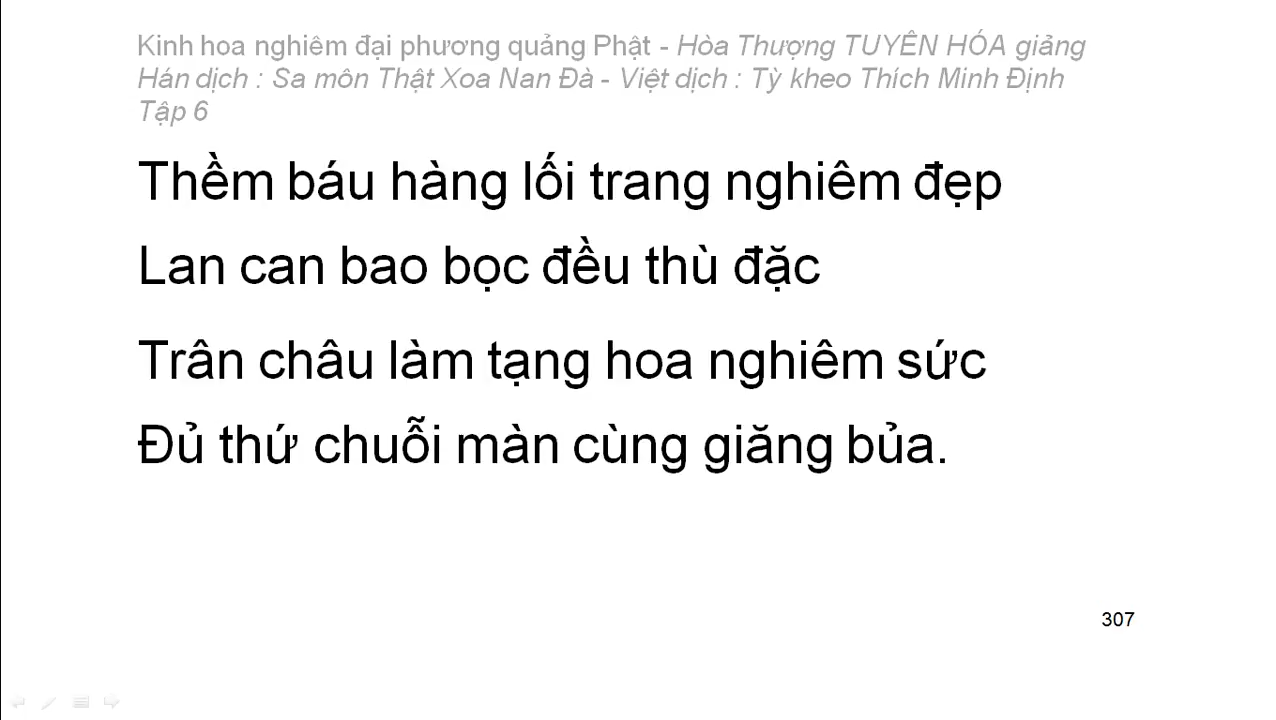 Kinh hoa nghiêm đại phương quảng Phật - Hòa Thượng TUYÊN HÓA giảng
Hán dịch : Sa môn Thật Xoa Nan Đà - Việt dịch : Tỳ kheo Thích Minh Định
Tập 6
Thềm báu hàng lối trang nghiêm đẹp
Lan can bao bọc đều thù đặc
Trân châu làm tạng hoa nghiêm sức
Đủ thứ chuỗi màn cùng giăng bủa.
307